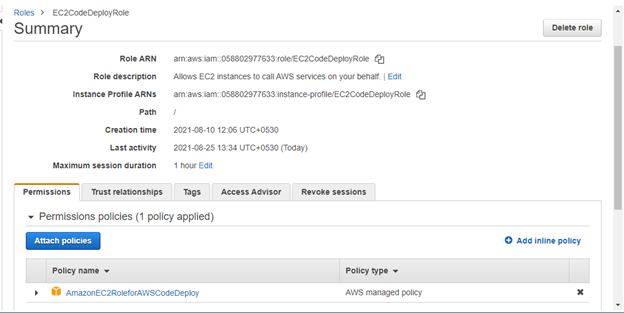 Roles > EC2CodeDeployRole
Summary
Delete role
Role ARN arn:aws:iam::058802977633:role/EC2CodeDeployRole
Role description Allows EC2 instances to call AWS services on your behalf. | Edit
Instance Profile ARNs arn:aws:iam::058802977633:instance-profile/EC2CodeDeployRole
Path /
Creation time 2021-08-10 12:06 UTC+0530
Last activity 2021-08-25 13:34 UTC+0530 (Today)
Maximum session duration 1 hour Edit
Permissions Trust relationships Tags Access Advisor Revoke sessions
Permissions policies (1 policy applied)
Attach policies Add inline policy
Policy name Policy type
AmazonEC2RoleforAWSCodeDeploy AWS managed policy